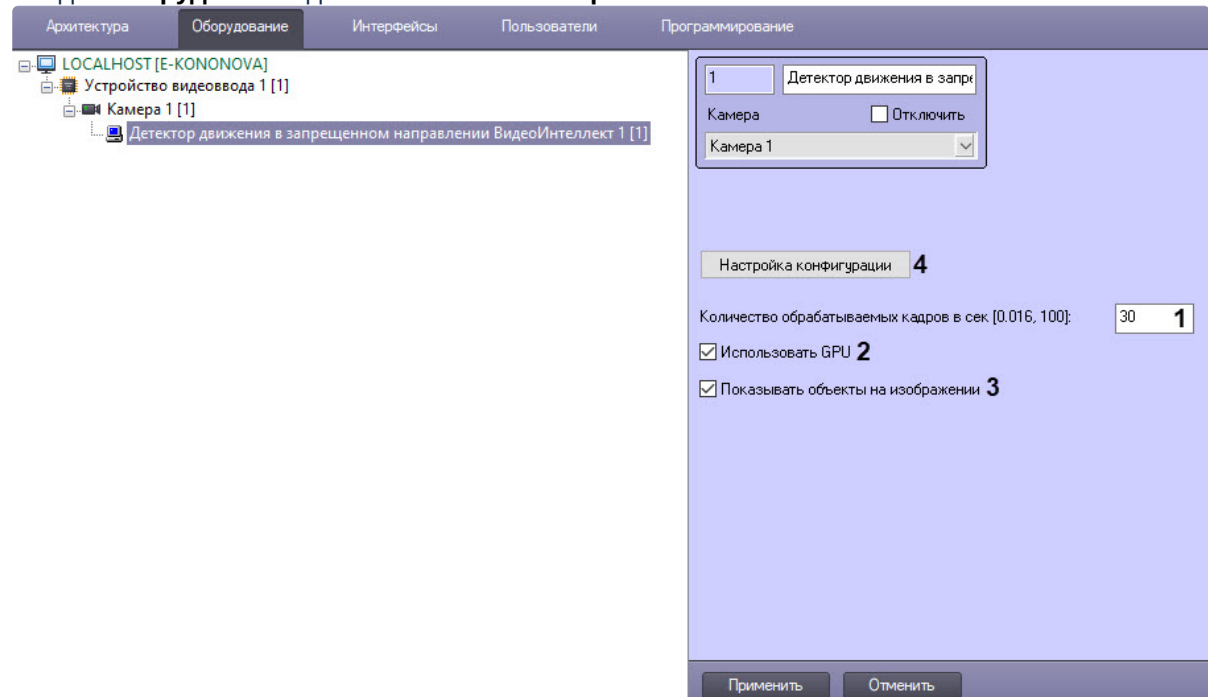 Архитектура Оборудование Интерфейсы Пользователи Программирование
LOCALHOST [E-KONONOVA]
Устройство видеоввода 1 [1]
Камера 1 [1]
Детектор движения в запрещенном направлении ВидеоИнтеллект 1 [1]
1 Детектор движения в запре
Камера Отключить
Камера 1
Настройка конфигурации 4
Количество обрабатываемых кадров в сек [0.016, 100]: 30 1
Использовать GPU 2
Показывать объекты на изображении 3
Применить Отменить